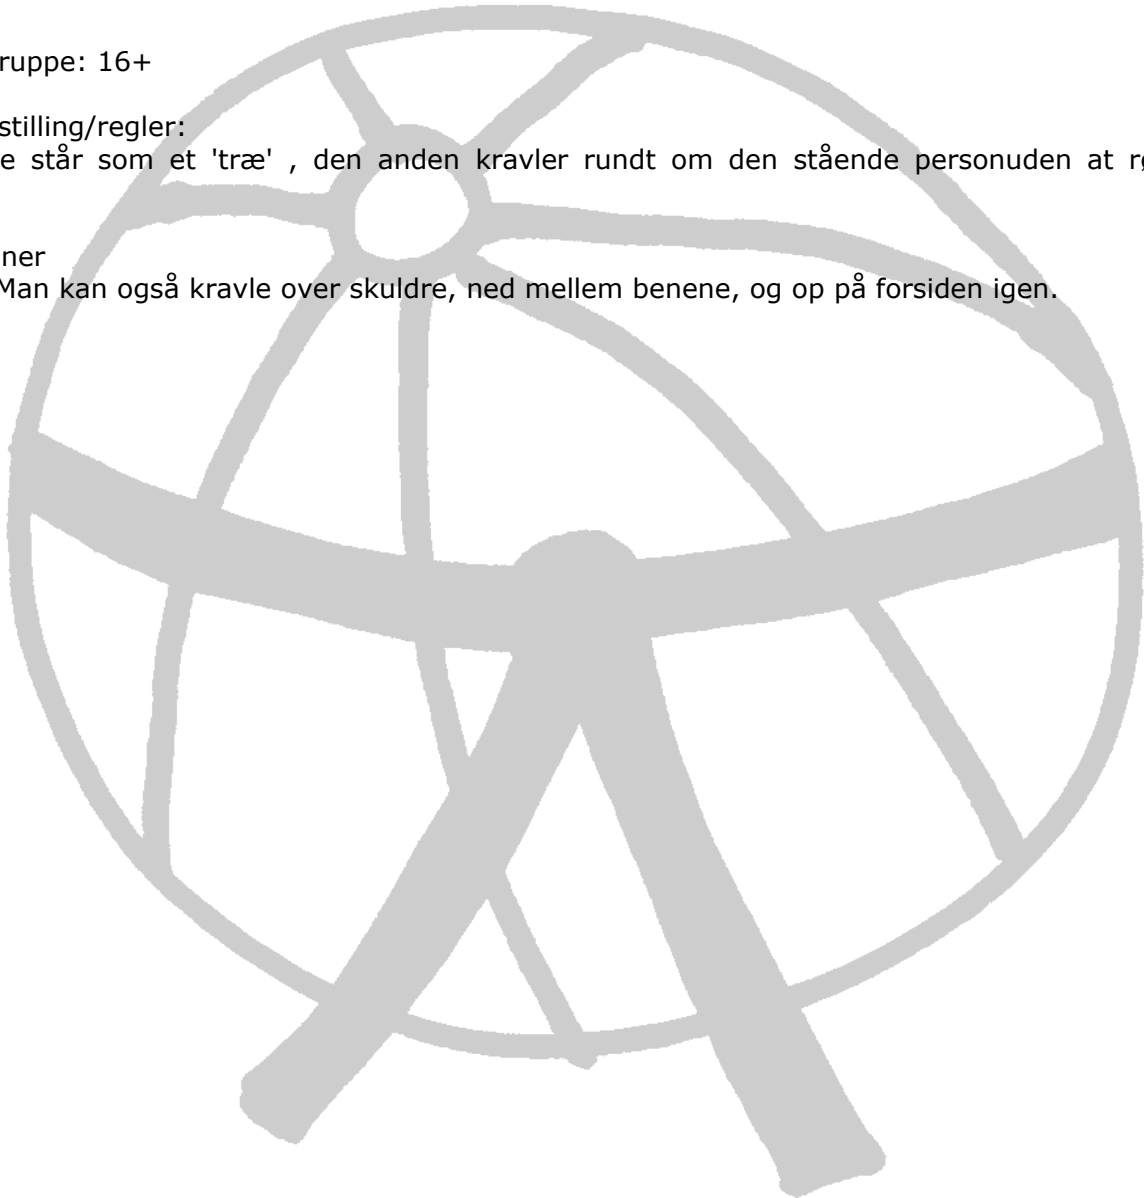 ruppe: 16+
stilling/regler:
e står som et 'træ' , den anden kravler rundt om den stående personuden at r
ner
Man kan også kravle over skuldre, ned mellem benene, og op på forsiden igen.